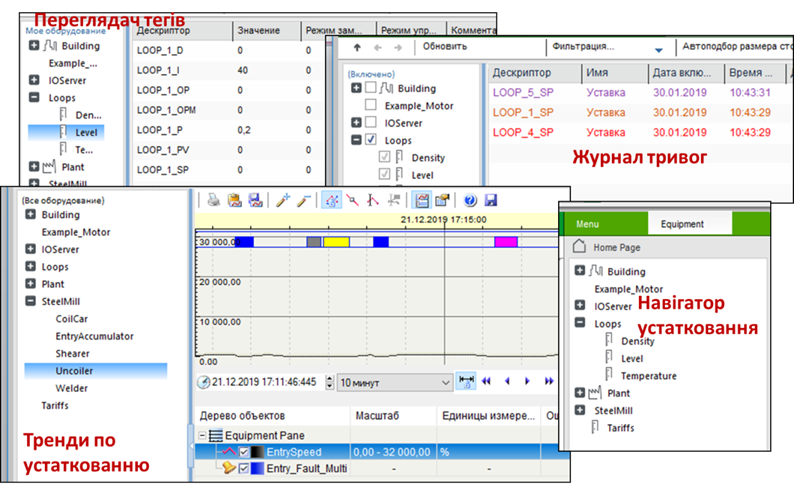 Переглядач тегів
Мое оборудование
Building
Example_...
IOServer
Loops
Den...
Level
Te...
Plant
SteelMill
Дескриптор Значение Режим зам... Режим упр... Коммента
LOOP_1_D 0 0
LOOP_1_I 40 0
LOOP_1_OP 0 0
LOOP_1_OPM 0 0
LOOP_1_P 0,2 0
LOOP_1_PV 0 0
LOOP_1_SP 0 0
Обновить Фильтрация... Автоподбор размера сто
(Включено)
Building
Example_Motor
IOServer
Loops
Density
Level
Дескриптор Имя Дата вклю... Время ...
LOOP_5_SP Уставка 30.01.2019 10:43:31
LOOP_1_SP Уставка 30.01.2019 10:43:29
LOOP_4_SP Уставка 30.01.2019 10:43:29
Журнал тривог
(Все оборудование)
Building
Example_Motor
IOServer
Loops
Plant
SteelMill
CoilCar
EntryAccumulator
Shearer
Uncoiler
Welder
Tariffs
Тренди по
устаткованню
21.12.2019 17:15:00
30 000,00
20 000,00
10 000,00
0.00
21.12.2019 17:11:46:445 10 минут
Дерево объектов Масштаб Единицы измере... Ош
Equipment Pane
EntrySpeed 0,00 - 32 000,00 %
Entry_Fault_Multi - -
Menu Equipment
Home Page
Building
Example_Motor
IOServer
Loops
Density
Level
Temperature
Plant
SteelMill
Tariffs
Навігатор
устатковання